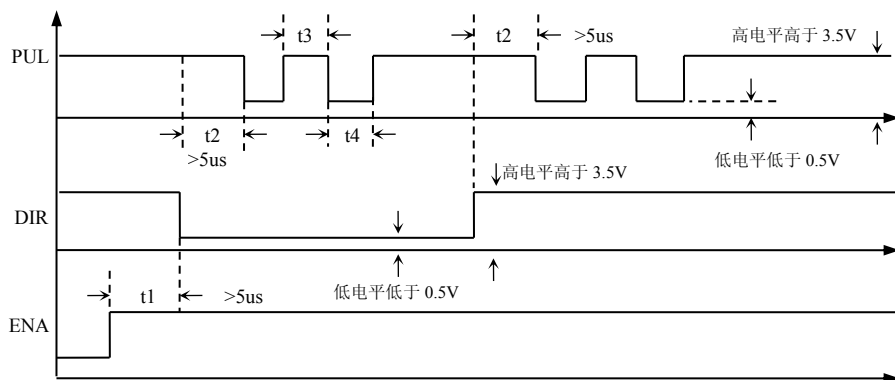 t3
t2
>5us
高电平高于 3.5V
PUL
t2
t4
>5us
低电平低于 0.5V
高电平高于 3.5V
DIR
t1
>5us
低电平低于 0.5V
ENA